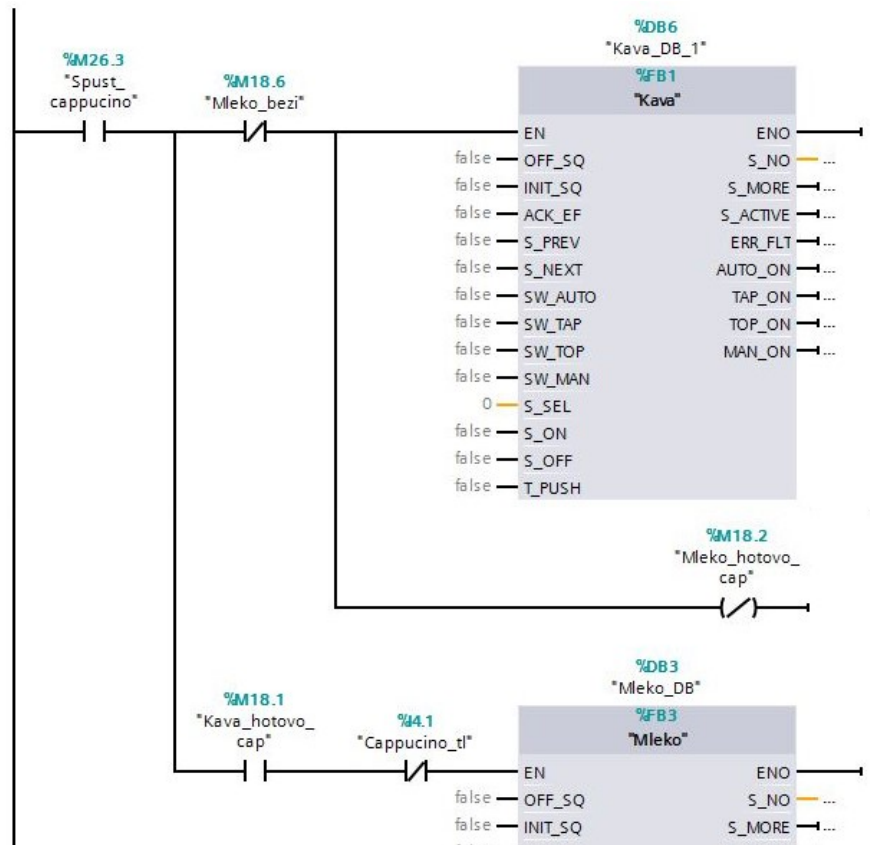 %DB6
"Kava_DB_1"
%M26.3
"Spust_
cappucino"
%M18.6
"Mleko_bezi"
%FB1
"Kava"
EN ENO
false OFF_SQ S_NO ...
false INIT_SQ S_MORE ...
false ACK_EF S_ACTIVE ...
false S_PREV ERR_FLT ...
false S_NEXT AUTO_ON ...
false SW_AUTO TAP_ON ...
false SW_TAP TOP_ON ...
false SW_TOP MAN_ON ...
false SW_MAN
0 S_SEL
false S_ON
false S_OFF
false T_PUSH
%M18.2
"Mleko_hotovo_
cap"
%DB3
"Mleko_DB"
%M18.1
"Kava_hotovo_
cap"
%I4.1
"Cappucino_tl"
%FB3
"Mleko"
EN ENO
false OFF_SQ S_NO ...
false INIT_SQ S_MORE ...